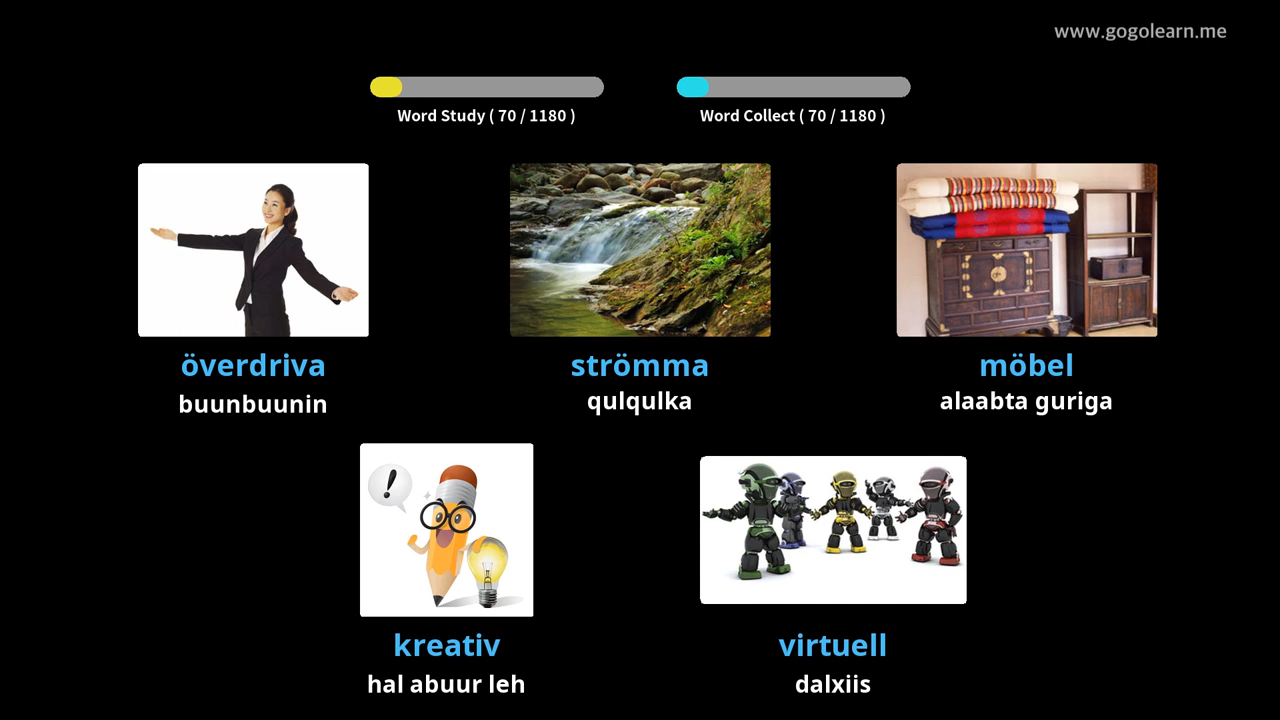 www.gogolearn.me
Word Study ( 70 / 1180 )
Word Collect ( 70 / 1180 )
överdriva
buunbuunin
strömma
qulqulka
möbel
alaabta guriga
kreativ
hal abuur leh
virtuell
dalxiis